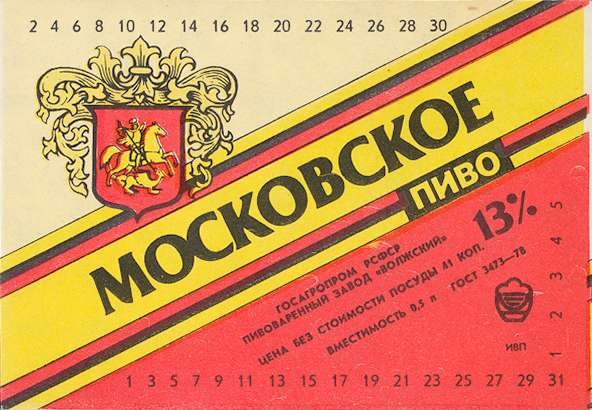 2 4 6 8 10 12 14 16 18 20 22 24 26 28 30
МОСКОВСКОЕ
ПИВО
13%
ГОСАГРОПРОМ РСФСР
ПИВОВАРЕННЫЙ ЗАВОД «ВОЛЖСКИЙ»
ЦЕНА БЕЗ СТОИМОСТИ ПОСУДЫ 41 КОП.
ВМЕСТИМОСТЬ 0,5 л ГОСТ 3473—78
ИВП
1 2 3 4 5
1 3 5 7 9 11 13 15 17 19 21 23 25 27 29 31